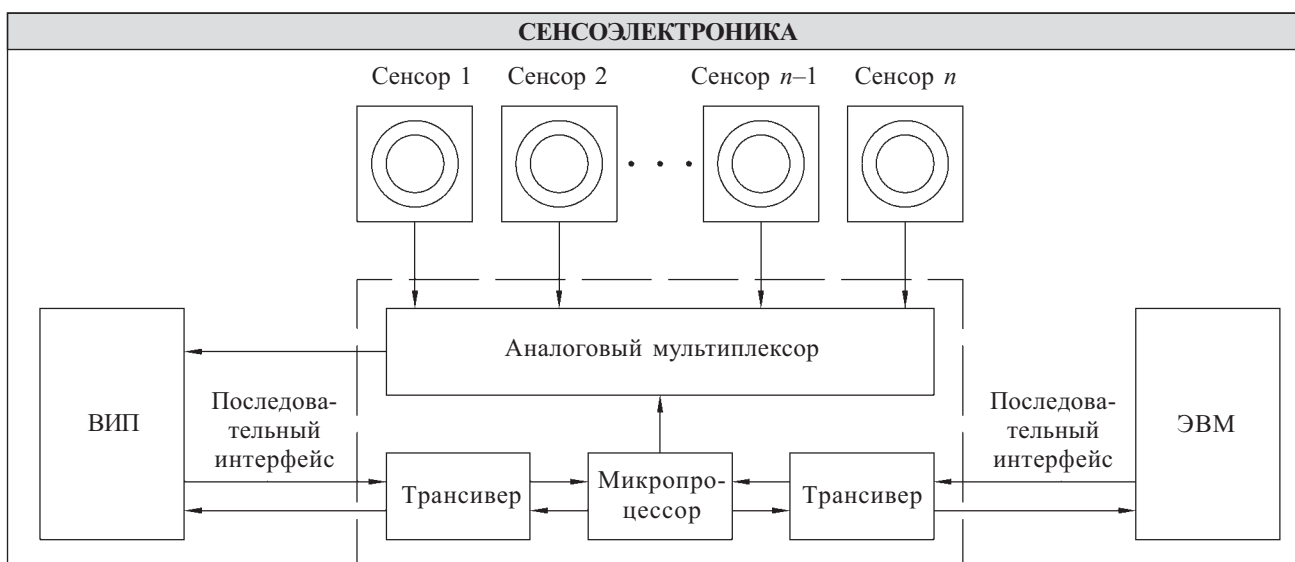 СЕНСОЭЛЕКТРОНИКА
Сенсор 1
Сенсор 2
Сенсор n–1
Сенсор n
Аналоговый мультиплексор
ВИП
Последова-
тельный
интерфейс
Последова-
тельный
интерфейс
ЭВМ
Трансивер
Микропро-
цессор
Трансивер